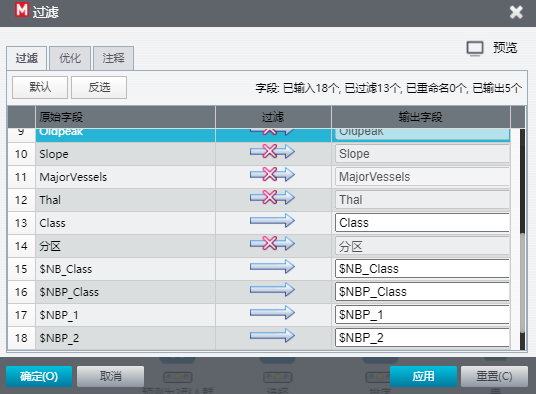 M 过滤
预览
过滤 优化 注释
默认 反选 字段: 已输入18个, 已过滤13个, 已重命名0个, 已输出5个
原始字段 过滤 输出字段
9 Oldpeak Oldpeak
10 Slope Slope
11 MajorVessels MajorVessels
12 Thal Thal
13 Class Class
14 分区 分区
15 $NB_Class $NB_Class
16 $NBP_Class $NBP_Class
17 $NBP_1 $NBP_1
18 $NBP_2 $NBP_2
确定(O) 取消 应用 重置(C)